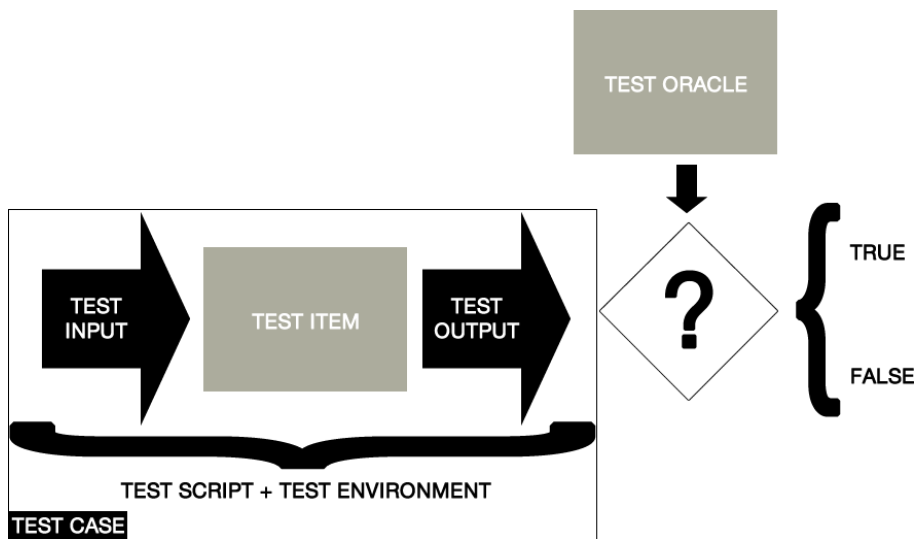 TEST ORACLE
TEST
INPUT
TEST ITEM
TEST
OUTPUT
?
TRUE
FALSE
TEST SCRIPT + TEST ENVIRONMENT
TEST CASE